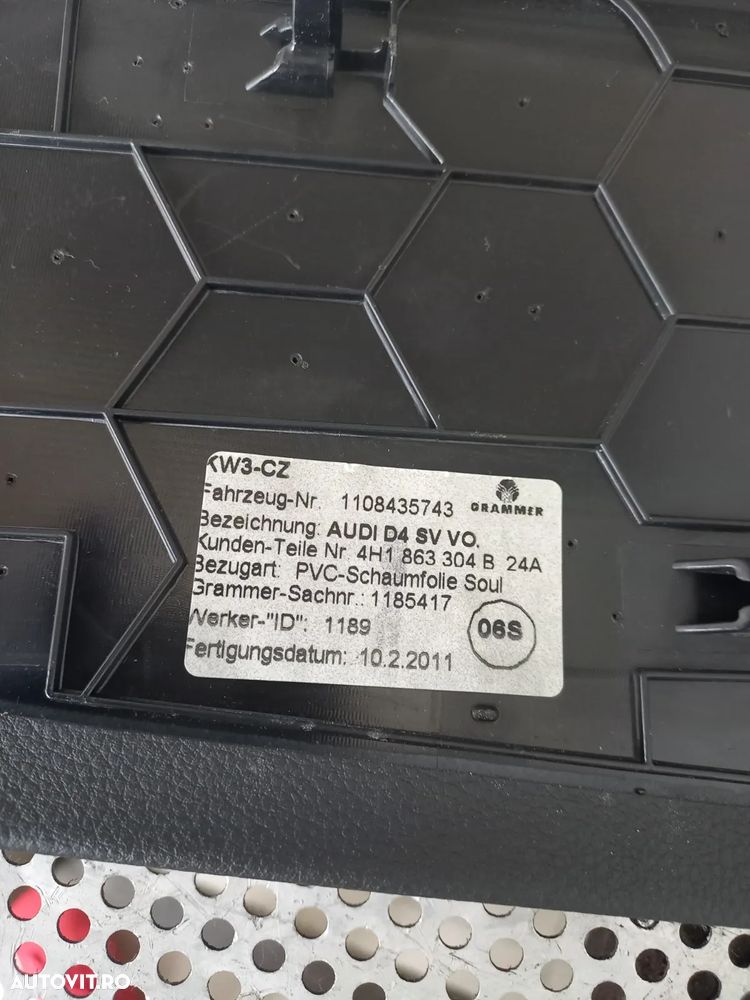 KW3-CZ
Fahrzeug-Nr. 1108435743
GRAMMER
Bezeichnung: AUDI D4 SV VO.
Kunden-Teile Nr. 4H1 863 304 B 24A
Bezugart: PVC-Schaumfolie Soul
Grammer-Sachnr.: 1185417
Werker-"ID": 1189
06S
Fertigungsdatum: 10.2.2011
AUTOVIT.RO